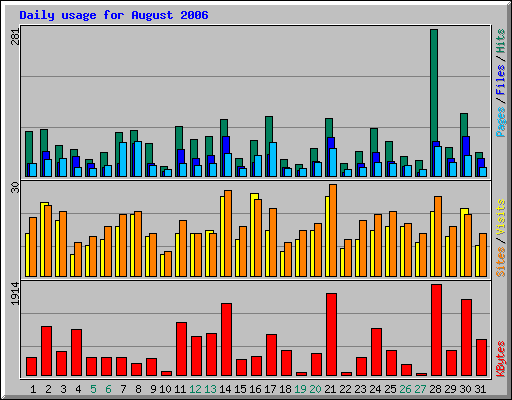 Daily usage for August 2006
281
Pages / Files / Hits
30
Sites / Visits
1914
KBytes
1 2 3 4 5 6 7 8 9 10 11 12 13 14 15 16 17 18 19 20 21 22 23 24 25 26 27 28 29 30 31